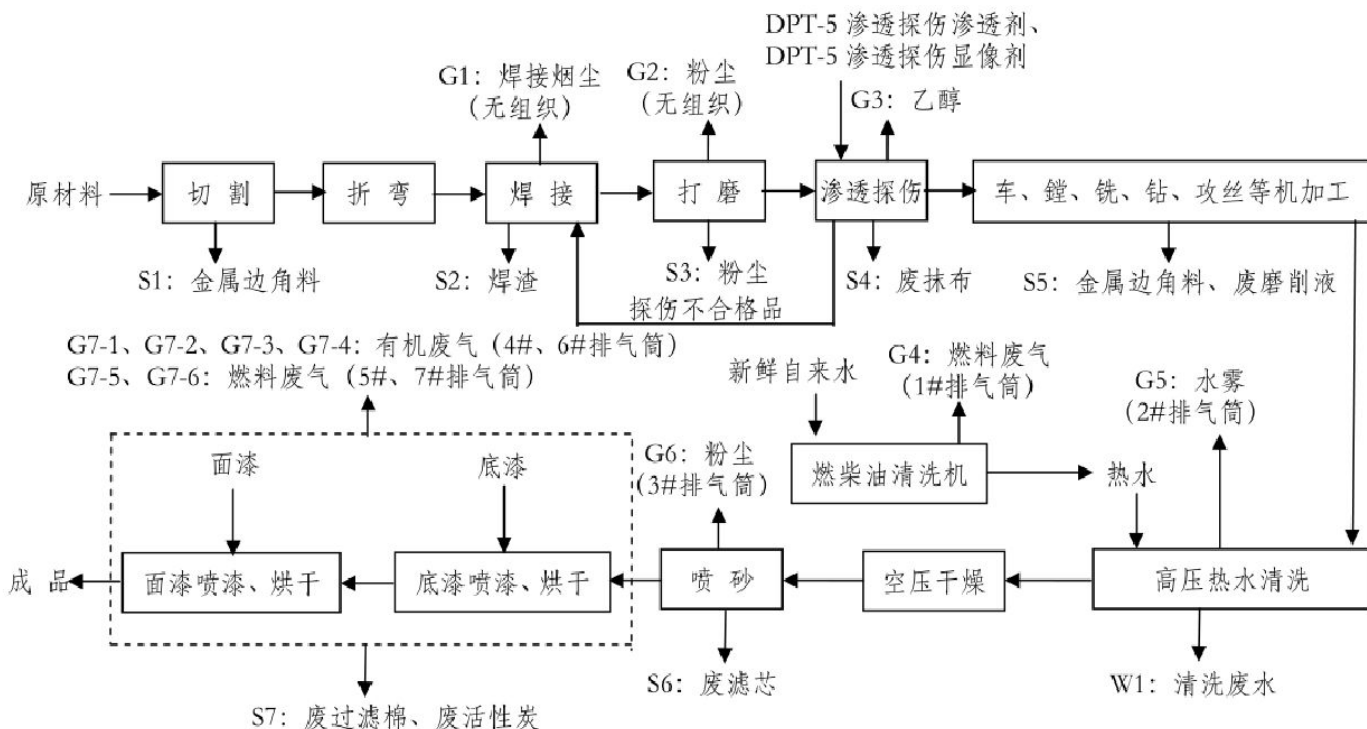 DPT-5 渗透探伤渗透剂、
DPT-5 渗透探伤显像剂
G1：焊接烟尘
（无组织）
G2：粉尘
（无组织）
G3：乙醇
原材料
切割
折弯
焊接
打磨
渗透探伤
车、镗、铣、钻、攻丝等机加工
S1：金属边角料
S2：焊渣
S3：粉尘
S4：废抹布
S5：金属边角料、废磨削液
探伤不合格品
G7-1、G7-2、G7-3、G7-4：有机废气（4#、6#排气筒）
G7-5、G7-6：燃料废气（5#、7#排气筒）
新鲜自来水
G4：燃料废气
（1#排气筒）
G5：水雾
（2#排气筒）
面漆
底漆
G6：粉尘
（3#排气筒）
燃柴油清洗机
热水
成品
面漆喷漆、烘干
底漆喷漆、烘干
喷砂
空压干燥
高压热水清洗
S6：废滤芯
W1：清洗废水
S7：废过滤棉、废活性炭